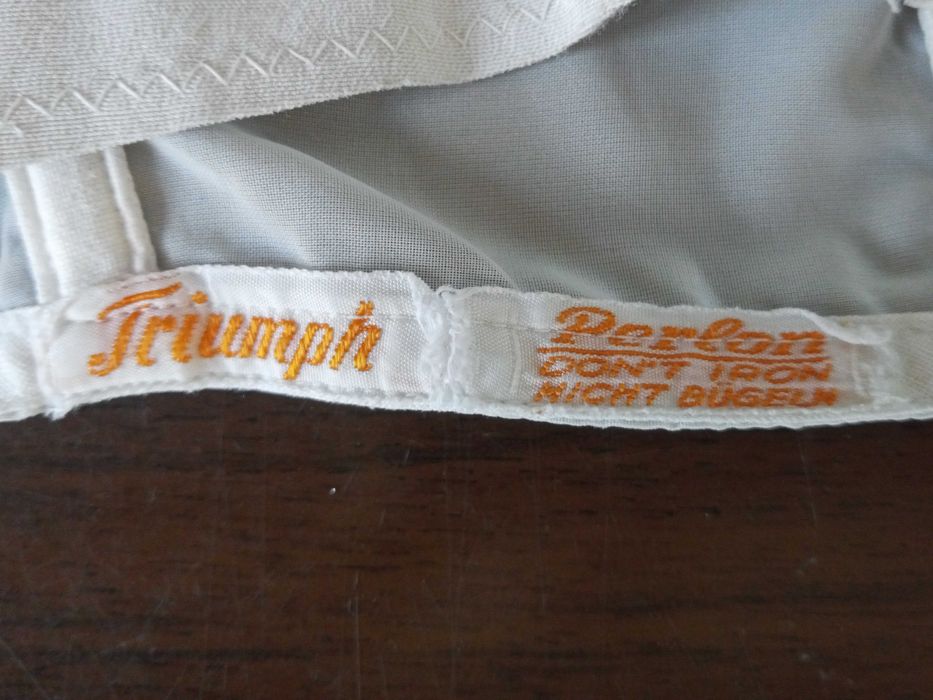 Triumph
Perlon
DON'T IRON
NICHT BÜGELN